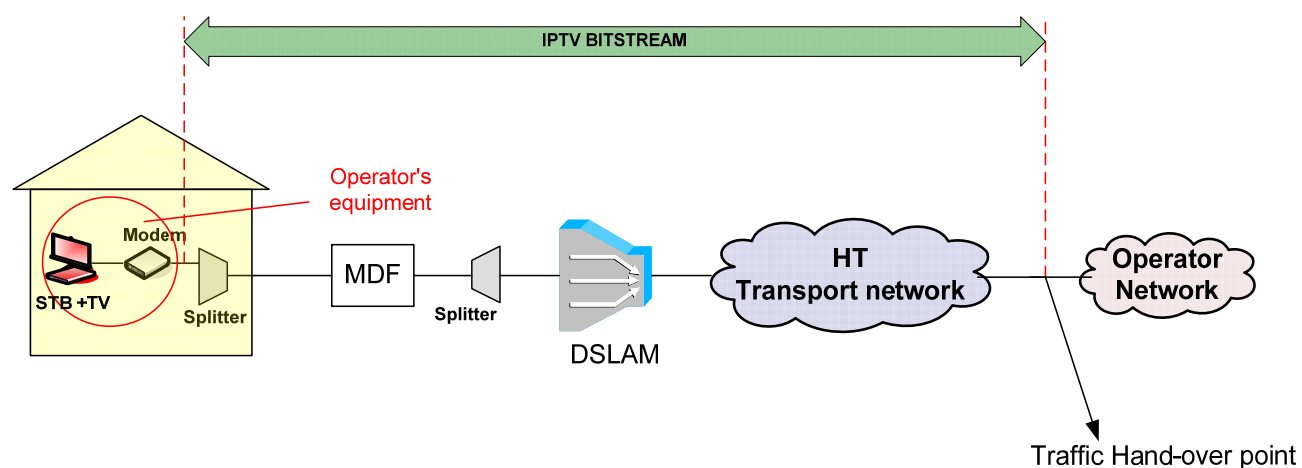 IPTV BITSTREAM
Operator's
equipment
Modem
STB +TV
Splitter
MDF
Splitter
DSLAM
HT
Transport network
Operator
Network
Traffic Hand-over point